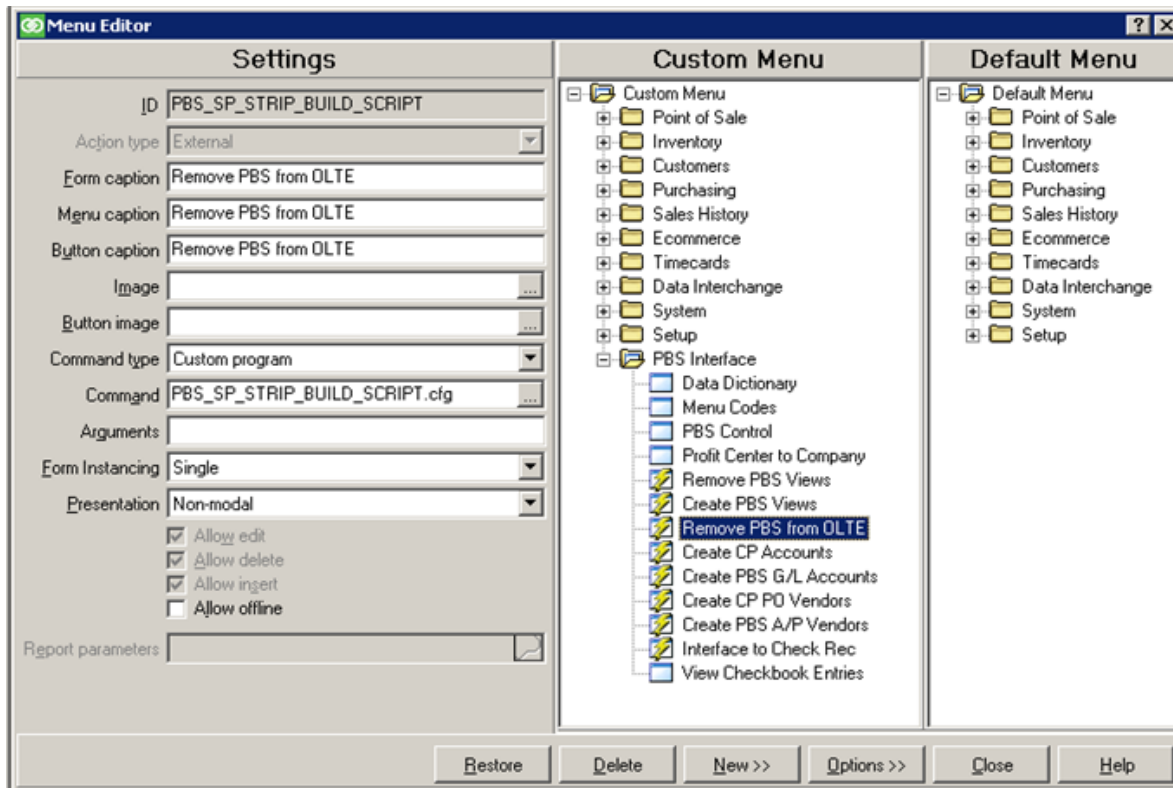 Menu Editor
Settings
ID PBS_SP_STRIP_BUILD_SCRIPT
Action type External
Form caption Remove PBS from OLTE
Menu caption Remove PBS from OLTE
Button caption Remove PBS from OLTE
Image ...
Button image ...
Command type Custom program
Command PBS_SP_STRIP_BUILD_SCRIPT.cfg ...
Arguments
Form Instancing Single
Presentation Non-modal
Allow edit
Allow delete
Allow insert
Allow offline
Report parameters
Custom Menu
Custom Menu
Point of Sale
Inventory
Customers
Purchasing
Sales History
Ecommerce
Timecards
Data Interchange
System
Setup
PBS Interface
Data Dictionary
Menu Codes
PBS Control
Profit Center to Company
Remove PBS Views
Create PBS Views
Remove PBS from OLTE
Create CP Accounts
Create PBS G/L Accounts
Create CP PO Vendors
Create PBS A/P Vendors
Interface to Check Rec
View Checkbook Entries
Default Menu
Default Menu
Point of Sale
Inventory
Customers
Purchasing
Sales History
Ecommerce
Timecards
Data Interchange
System
Setup
Restore Delete New >> Options >> Close Help